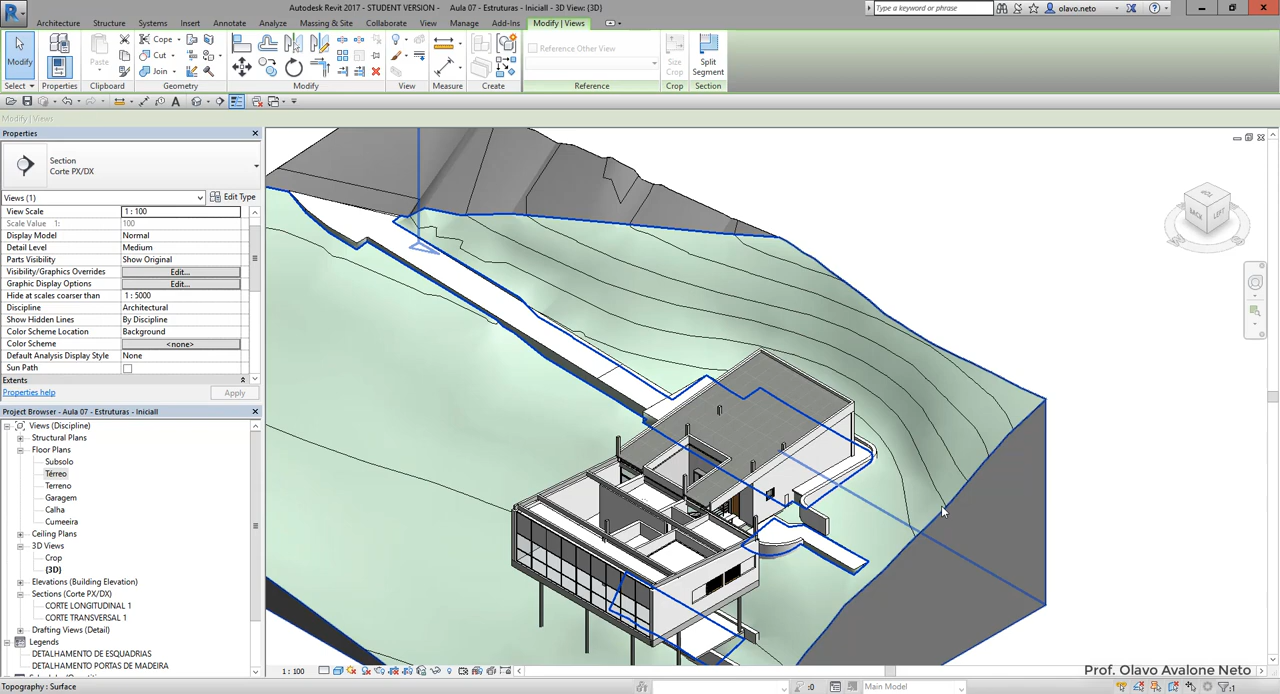 Autodesk Revit 2017 - STUDENT VERSION - Aula 07 - Estruturas - Iniciall - 3D View: {3D}
Type a keyword or phrase
olavo.neto
Architecture Structure Systems Insert Annotate Analyze Massing & Site Collaborate View Manage Add-Ins Modify | Views
Modify
Paste
Cope
Cut
Join
Reference Other View
Size Crop
Split Segment
Select Properties Clipboard Geometry Modify View Measure Create Reference Crop Section
Modify | Views
Properties
Section
Corte PX/DX
Views (1) Edit Type
View Scale 1 : 100
Scale Value 1: 100
Display Model Normal
Detail Level Medium
Parts Visibility Show Original
Visibility/Graphics Overrides Edit...
Graphic Display Options Edit...
Hide at scales coarser than 1 : 5000
Discipline Architectural
Show Hidden Lines By Discipline
Color Scheme Location Background
Color Scheme <none>
Default Analysis Display Style None
Sun Path
Extents
Properties help Apply
Project Browser - Aula 07 - Estruturas - Iniciall
Views (Discipline)
Structural Plans
Floor Plans
Subsolo
Térreo
Terreno
Garagem
Calha
Cumeeira
Ceiling Plans
3D Views
Crop
{3D}
Elevations (Building Elevation)
Sections (Corte PX/DX)
CORTE LONGITUDINAL 1
CORTE TRANSVERSAL 1
Drafting Views (Detail)
Legends
DETALHAMENTO DE ESQUADRIAS
DETALHAMENTO PORTAS DE MADEIRA
TOP
BACK
LEFT
1 : 100
Prof. Olavo Avalone Neto
Topography : Surface
:0
Main Model
:1